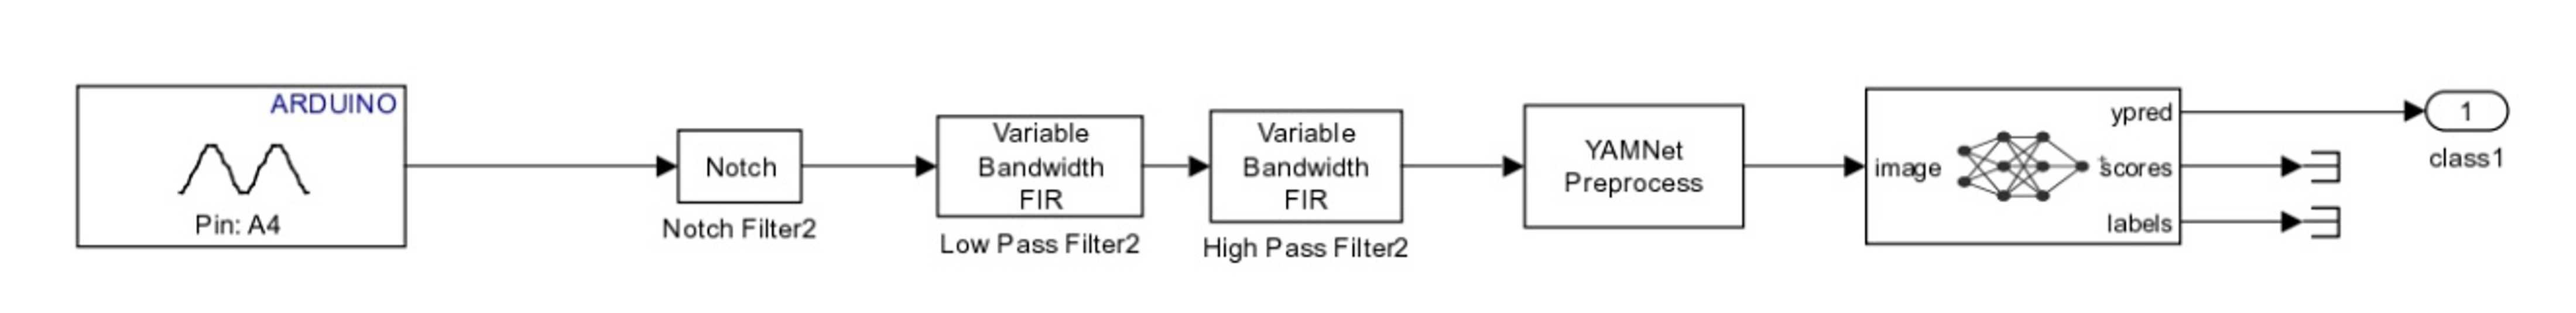 ARDUINO
Pin: A4
Notch
Notch Filter2
Variable
Bandwidth
FIR
Low Pass Filter2
Variable
Bandwidth
FIR
High Pass Filter2
YAMNet
Preprocess
image
ypred
scores
labels
1
class1